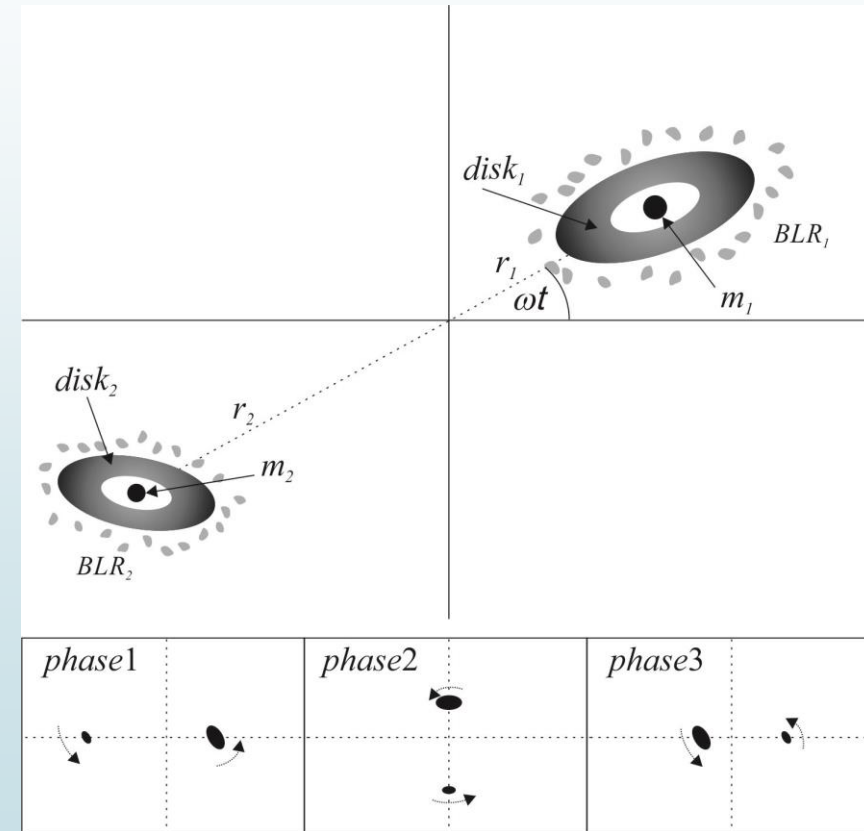 disk₁
BLR₁
r₁
ωt
m₁
disk₂
r₂
m₂
BLR₂
phase1
phase2
phase3